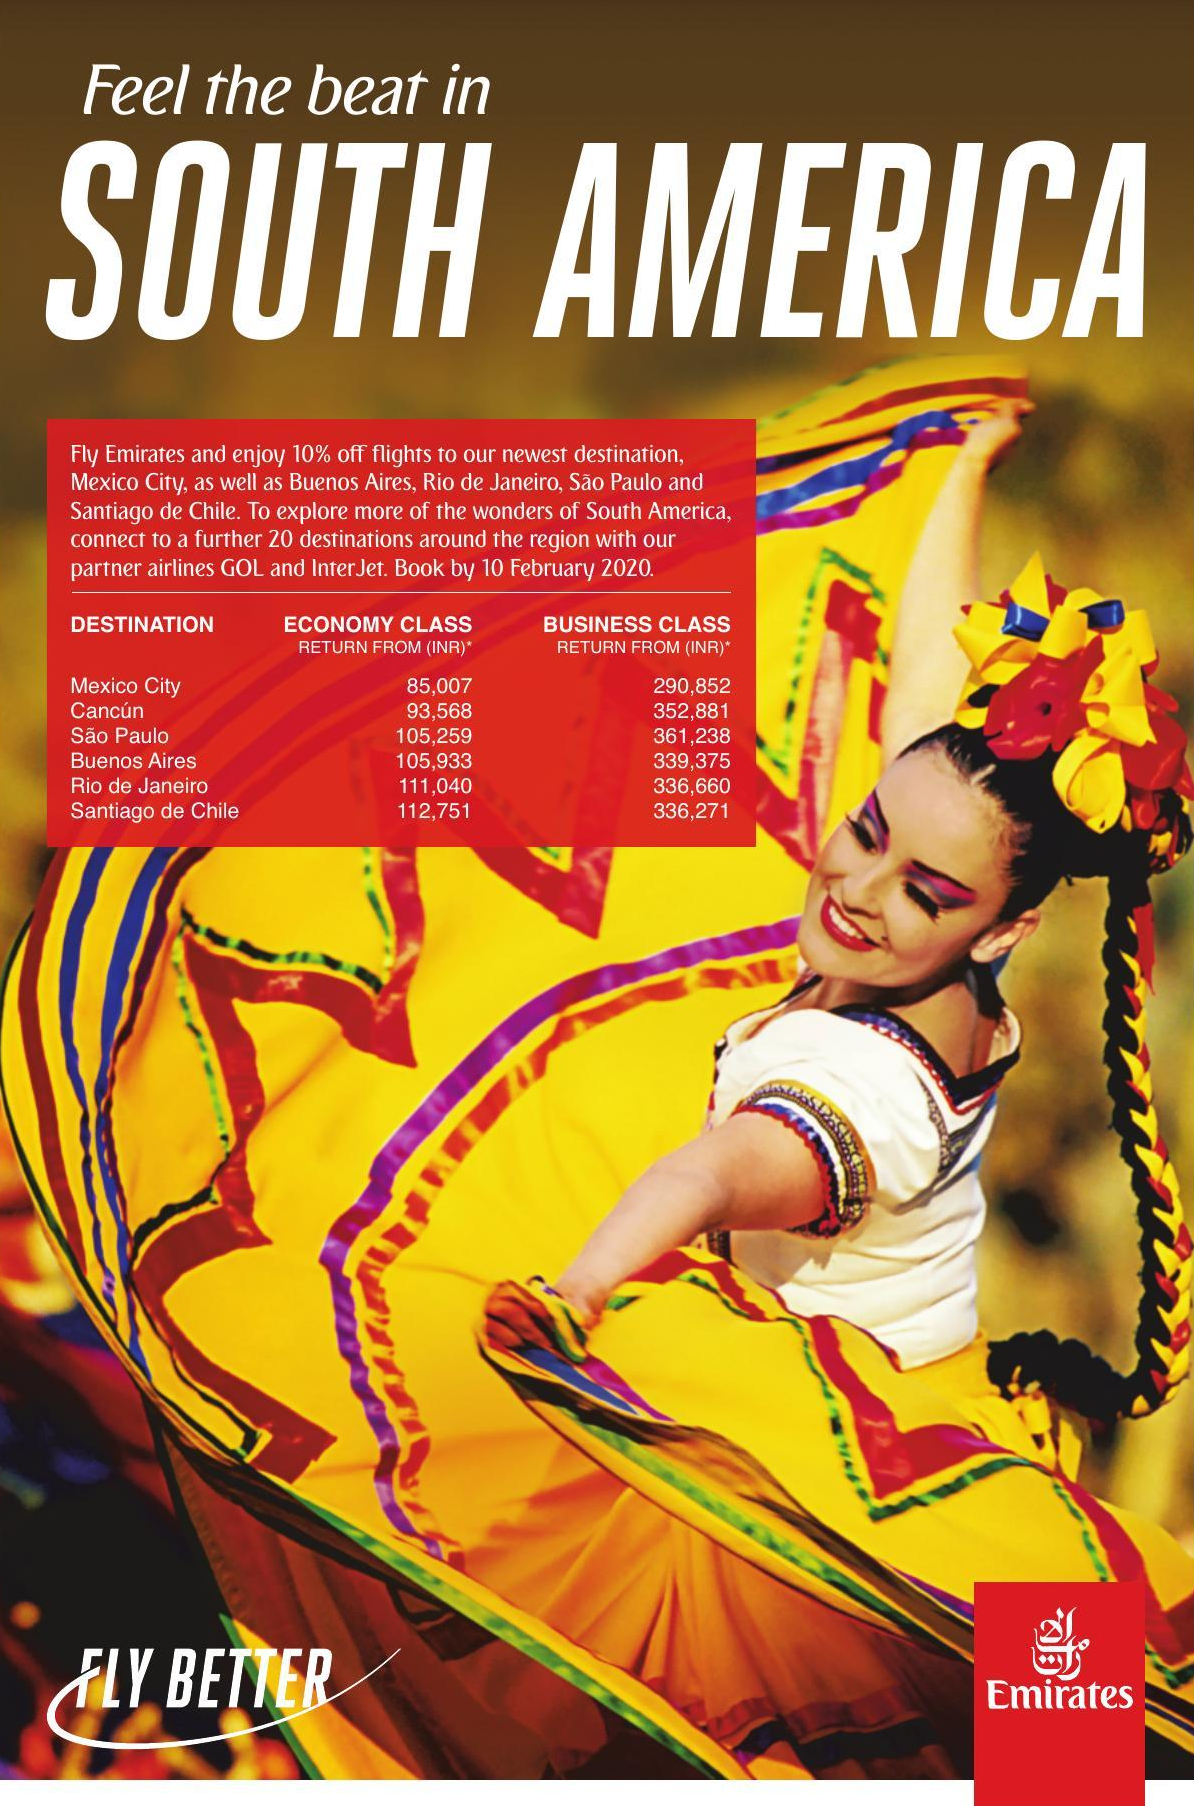 Feel the beat in
SOUTH AMERICA
Fly Emirates and enjoy 10% off flights to our newest destination,
Mexico City, as well as Buenos Aires, Rio de Janeiro, São Paulo and
Santiago de Chile. To explore more of the wonders of South America,
connect to a further 20 destinations around the region with our
partner airlines GOL and InterJet. Book by 10 February 2020.
DESTINATION ECONOMY CLASS BUSINESS CLASS
RETURN FROM (INR)* RETURN FROM (INR)*
Mexico City 85,007 290,852
Cancún 93,568 352,881
São Paulo 105,259 361,238
Buenos Aires 105,933 339,375
Rio de Janeiro 111,040 336,660
Santiago de Chile 112,751 336,271
FLY BETTER
Emirates